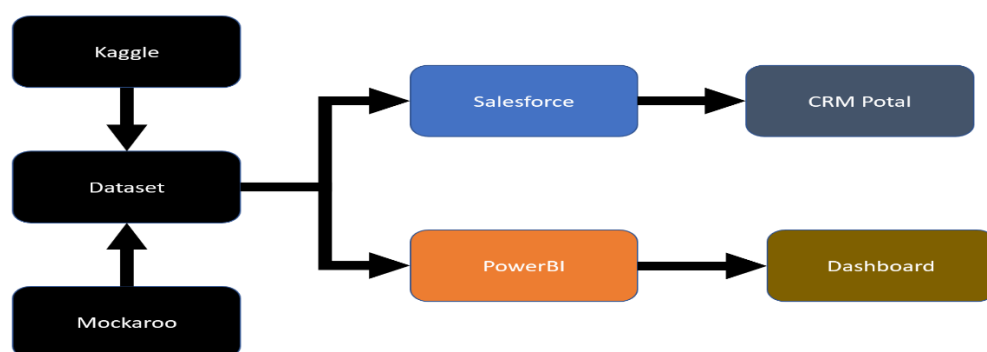 Kaggle
Salesforce
CRM Potal
Dataset
PowerBI
Dashboard
Mockaroo